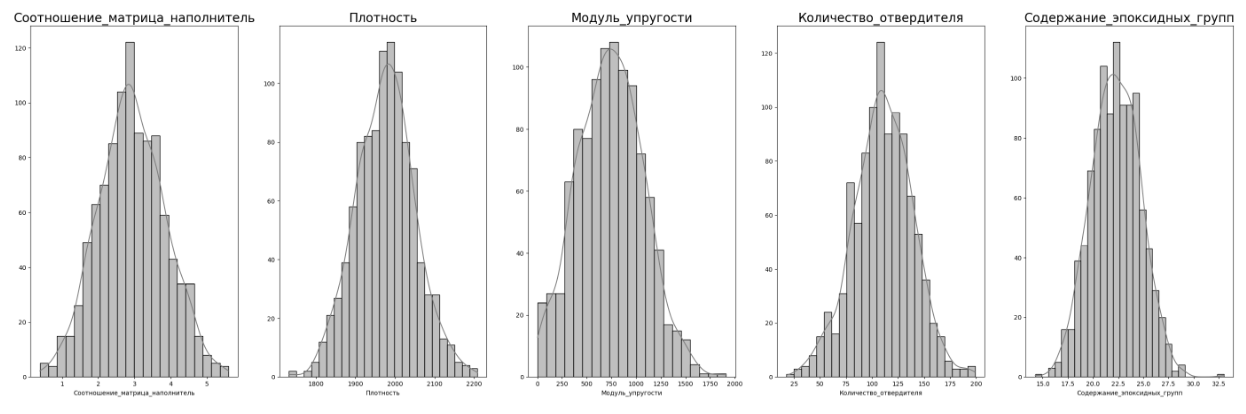 Соотношение_матрица_наполнитель
Плотность
Модуль_упругости
Количество_отвердителя
Содержание_эпоксидных_групп
120
100
80
60
40
20
0
1 2 3 4 5
Соотношение_матрица_наполнитель
100
80
60
40
20
0
1800 1900 2000 2100 2200
Плотность
100
80
60
40
20
0
0 250 500 750 1000 1250 1500 1750 2000
Модуль_упругости
120
100
80
60
40
20
0
25 50 75 100 125 150 175 200
Количество_отвердителя
100
80
60
40
20
0
15.0 17.5 20.0 22.5 25.0 27.5 30.0 32.5
Содержание_эпоксидных_групп